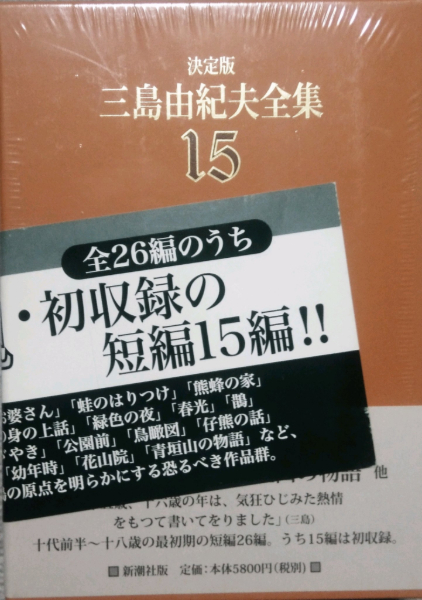 決定版
三島由紀夫全集
15
全26編のうち
・初収録の
短編15編!!
婆さん」「蛙のはりつけ」「熊蜂の家」
の身の上話」「緑色の夜」「春光」「鵲」
やき」「公園前」「鳥瞰図」「仔熊の話」
「幼年時」「花山院」「青垣山の物語」など、
の原点を明らかにする恐るべき作品群。
物語 他
歳、十六歳の年は、気狂ひじみた熱情
をもつて書いてをりました」(三島)
十代前半〜十八歳の最初期の短編26編。うち15編は初収録。
■新潮社版 定価:本体5800円(税別)■